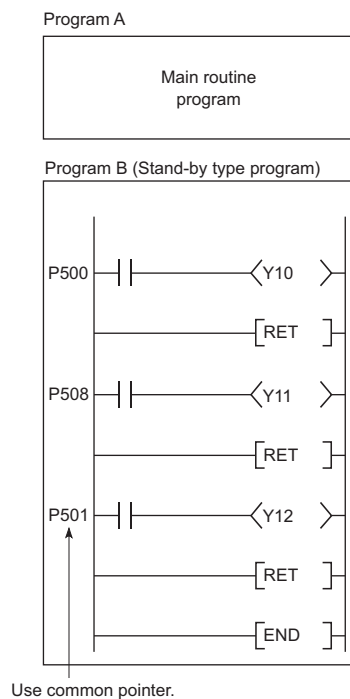 Program A
Main routine
program
Program B (Stand-by type program)
P500 Y10
RET
P508 Y11
RET
P501 Y12
RET
END
Use common pointer.